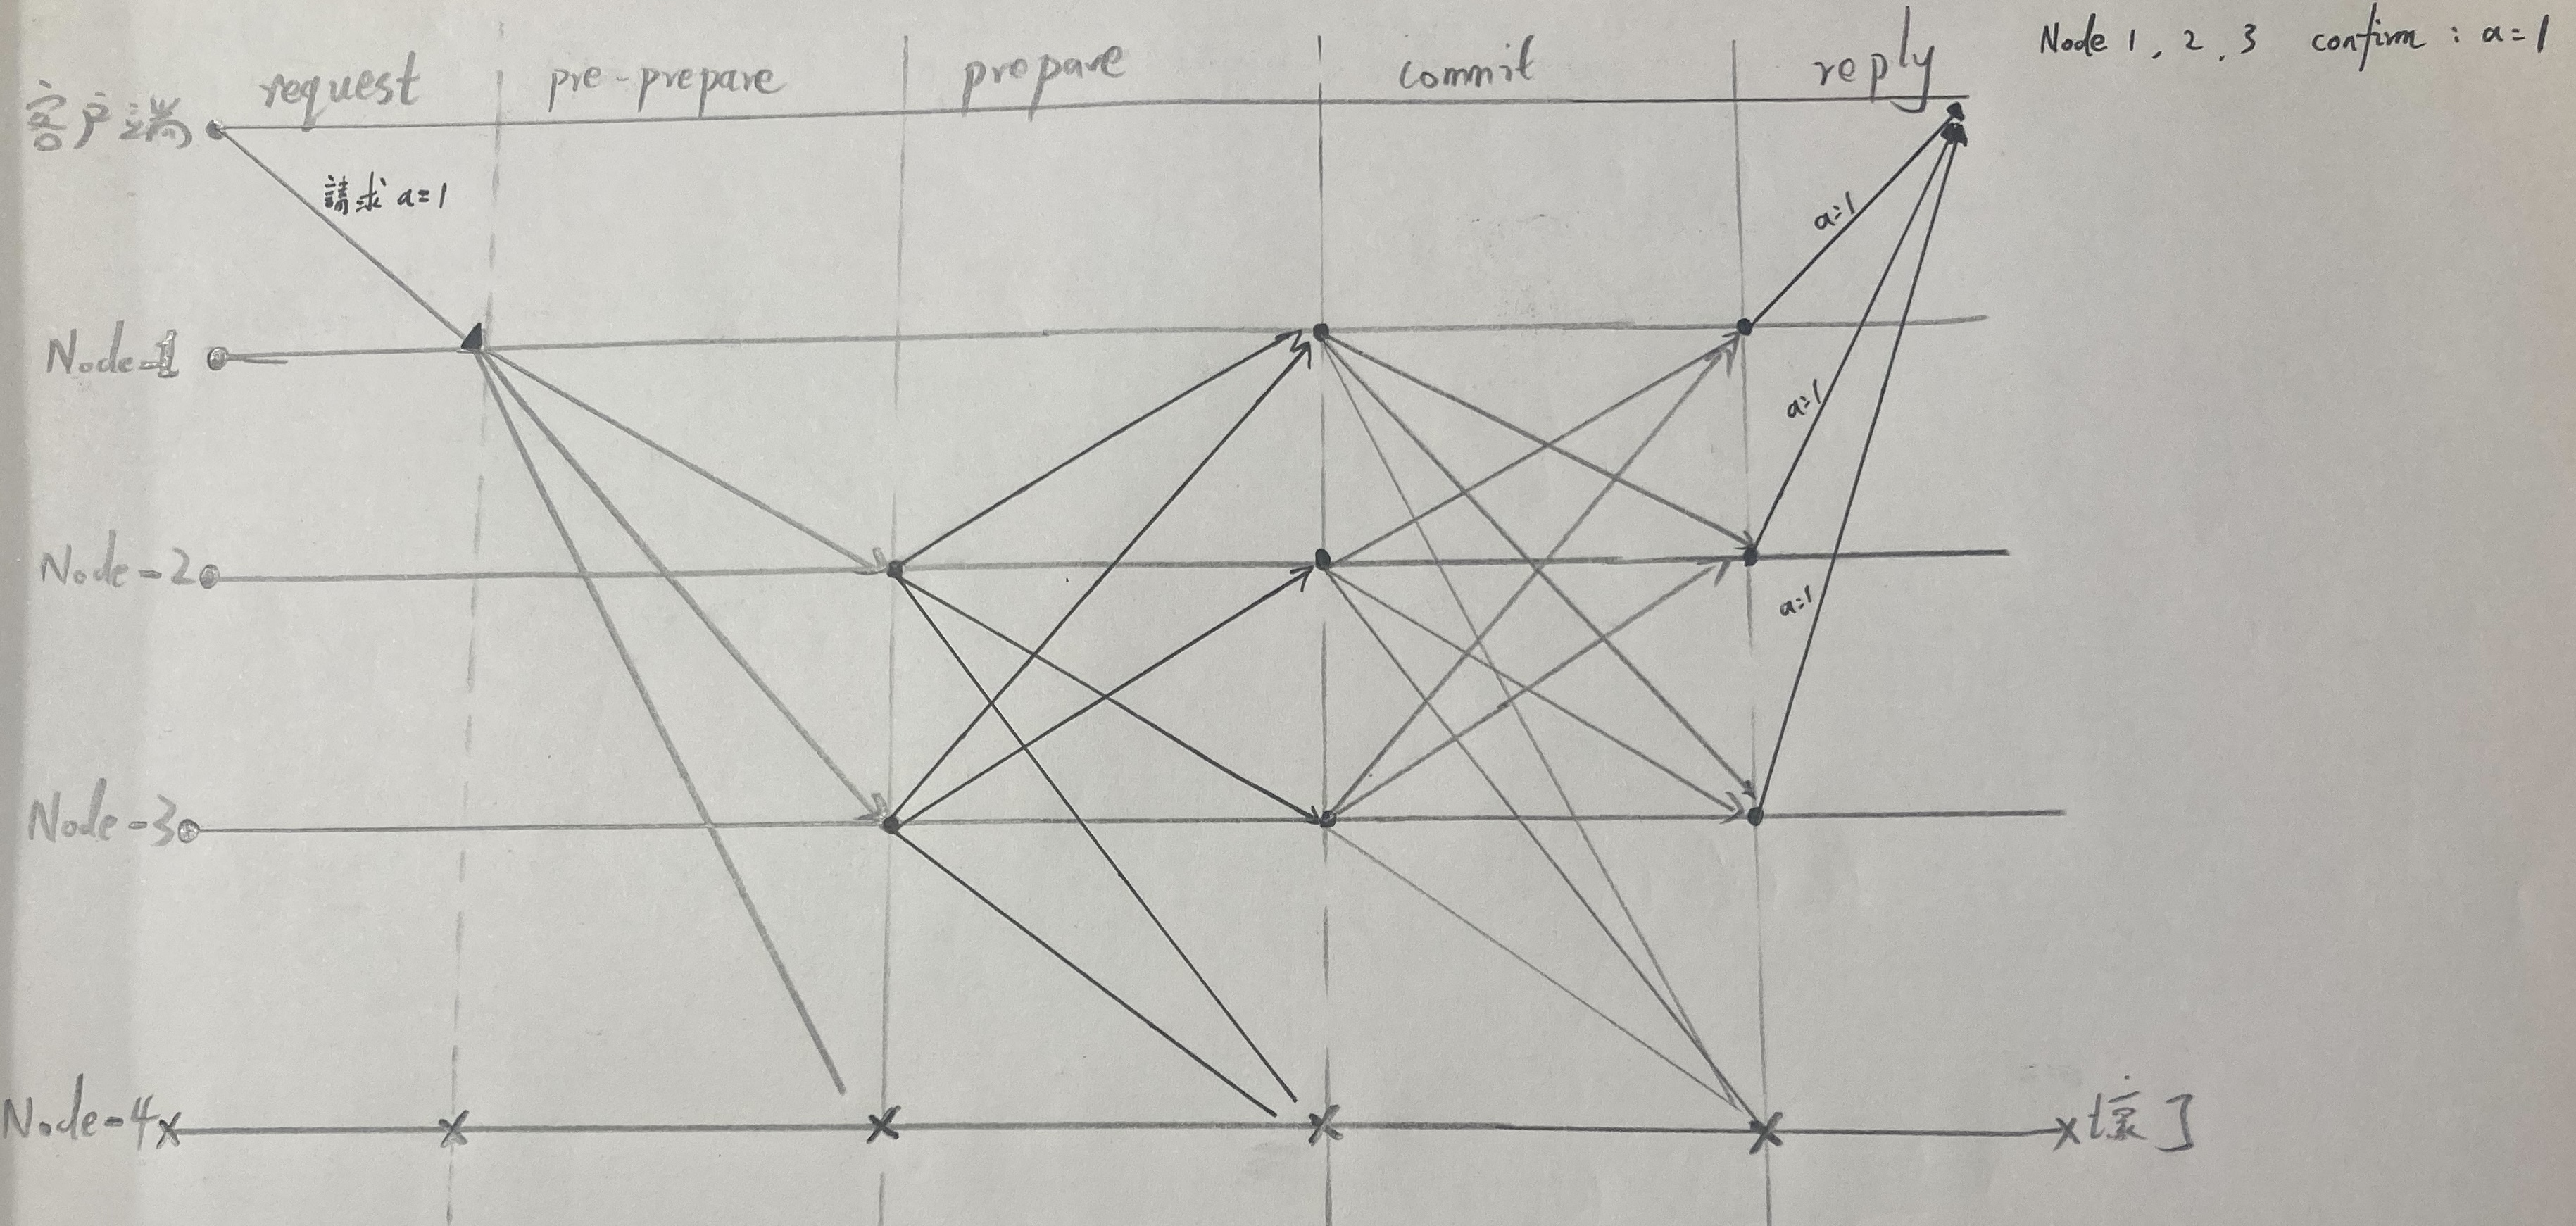 request pre-prepare prepare commit reply
Node 1, 2, 3 confirm : a=1
客户端
請求 a=1
a=1
Node-1
a=1
Node-2
a=1
Node-3
Node-4
壞了